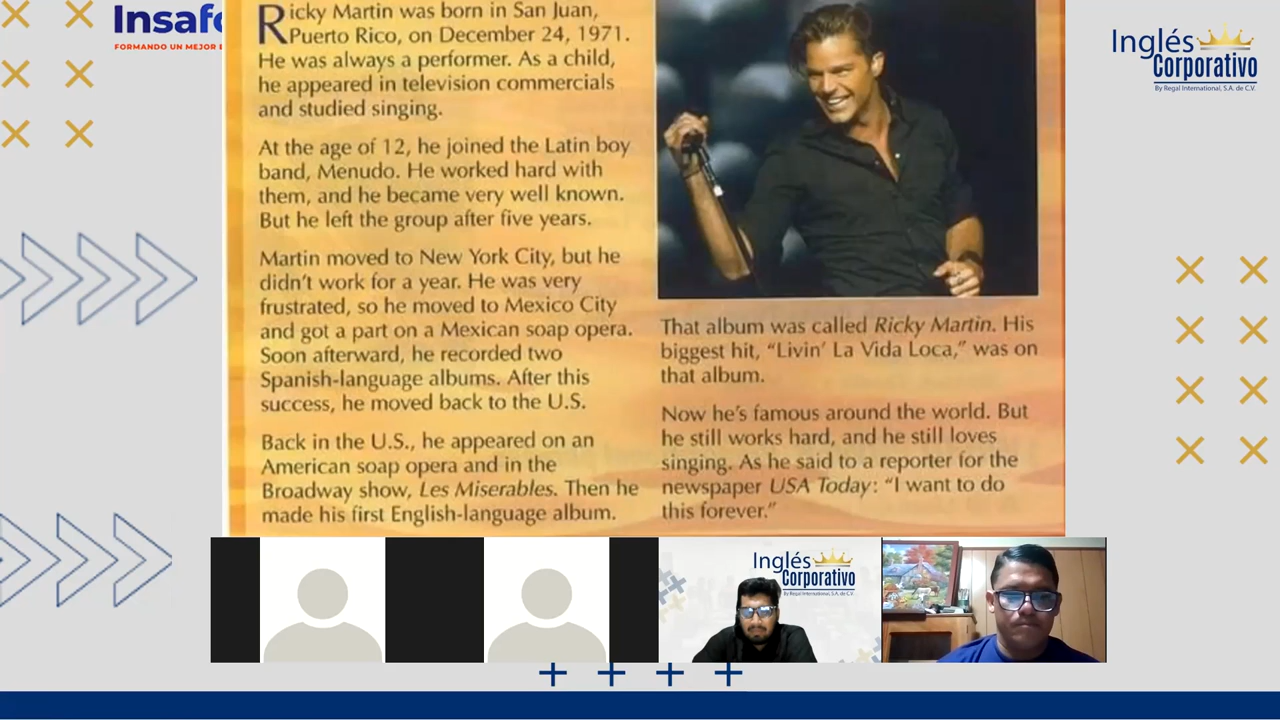 Insafo
FORMANDO UN MEJOR
Ricky Martin was born in San Juan,
Puerto Rico, on December 24, 1971.
He was always a performer. As a child,
he appeared in television commercials
and studied singing.
At the age of 12, he joined the Latin boy
band, Menudo. He worked hard with
them, and he became very well known.
But he left the group after five years.
Martin moved to New York City, but he
didn't work for a year. He was very
frustrated, so he moved to Mexico City
and got a part on a Mexican soap opera.
Soon afterward, he recorded two
Spanish-language albums. After this
success, he moved back to the U.S.
Back in the U.S., he appeared on an
American soap opera and in the
Broadway show, Les Miserables. Then he
made his first English-language album.
That album was called Ricky Martin. His
biggest hit, “Livin’ La Vida Loca,” was on
that album.
Now he's famous around the world. But
he still works hard, and he still loves
singing. As he said to a reporter for the
newspaper USA Today: “I want to do
this forever.”
Inglés
Corporativo
By Regal International, S.A. de C.V.
Inglés
Corporativo
By Regal International, S.A. de C.V.